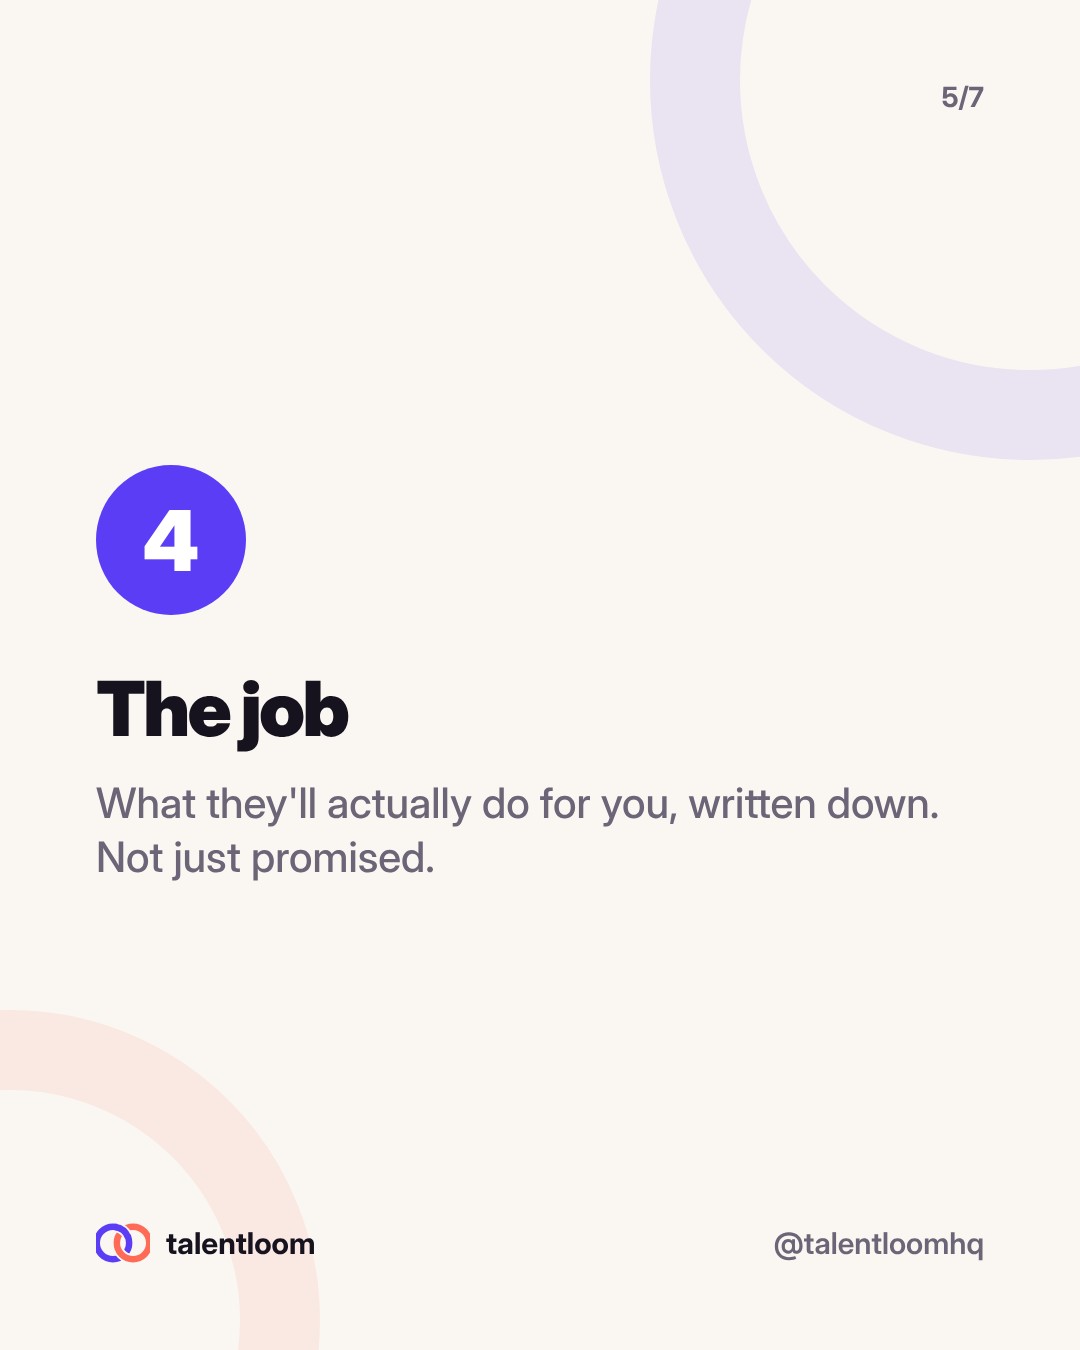 5/7
4
The job
What they'll actually do for you, written down.
Not just promised.
talentloom
@talentloomhq